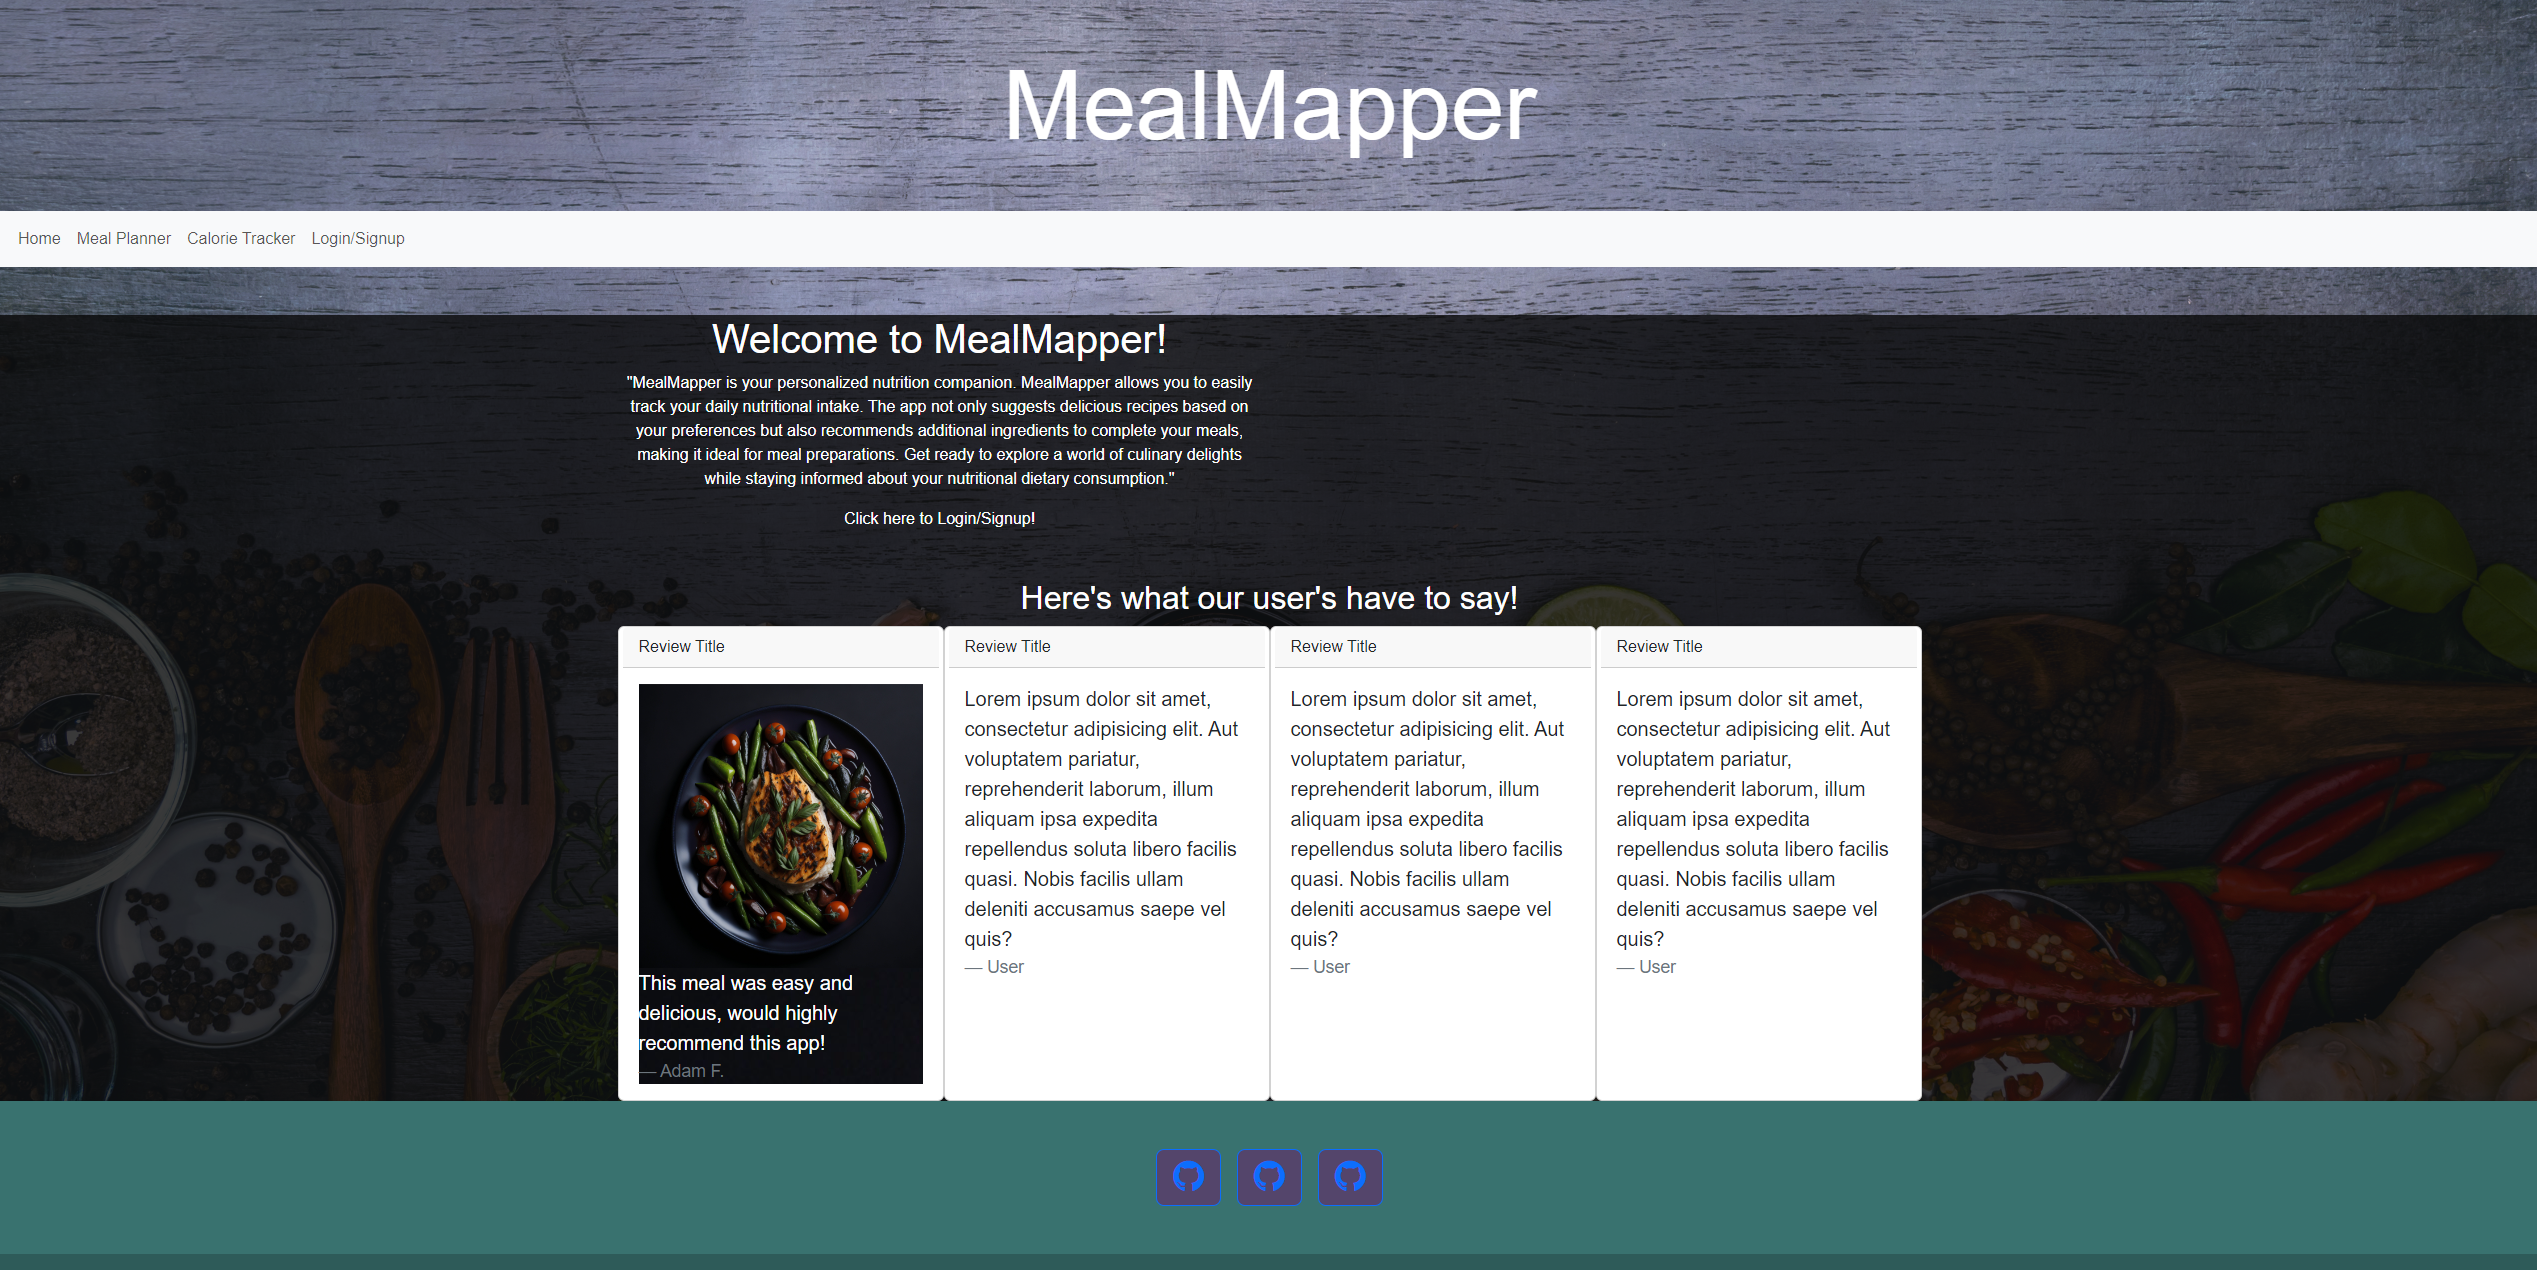 MealMapper
Home Meal Planner Calorie Tracker Login/Signup
Welcome to MealMapper!
"MealMapper is your personalized nutrition companion. MealMapper allows you to easily
track your daily nutritional intake. The app not only suggests delicious recipes based on
your preferences but also recommends additional ingredients to complete your meals,
making it ideal for meal preparations. Get ready to explore a world of culinary delights
while staying informed about your nutritional dietary consumption."
Click here to Login/Signup!
Here's what our user's have to say!
Review Title
This meal was easy and
delicious, would highly
recommend this app!
— Adam F.
Review Title
Lorem ipsum dolor sit amet,
consectetur adipisicing elit. Aut
voluptatem pariatur,
reprehenderit laborum, illum
aliquam ipsa expedita
repellendus soluta libero facilis
quasi. Nobis facilis ullam
deleniti accusamus saepe vel
quis?
— User
Review Title
Lorem ipsum dolor sit amet,
consectetur adipisicing elit. Aut
voluptatem pariatur,
reprehenderit laborum, illum
aliquam ipsa expedita
repellendus soluta libero facilis
quasi. Nobis facilis ullam
deleniti accusamus saepe vel
quis?
— User
Review Title
Lorem ipsum dolor sit amet,
consectetur adipisicing elit. Aut
voluptatem pariatur,
reprehenderit laborum, illum
aliquam ipsa expedita
repellendus soluta libero facilis
quasi. Nobis facilis ullam
deleniti accusamus saepe vel
quis?
— User